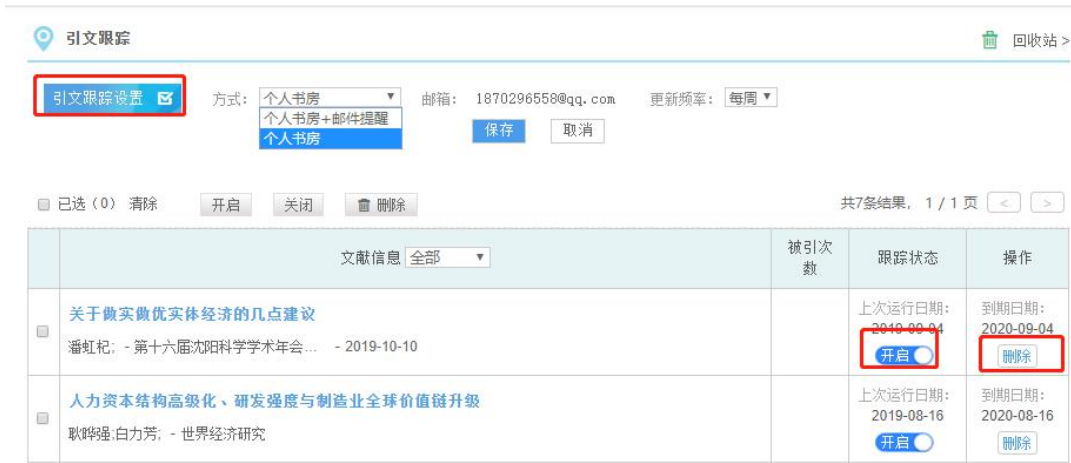 引文跟踪
回收站 >
引文跟踪设置 方式: 个人书房 邮箱: 1870296558@qq.com 更新频率: 每周
个人书房+邮件提醒
个人书房
保存 取消
已选 (0) 清除 开启 关闭 删除 共7条结果, 1 / 1 页 < >
文献信息 全部 被引次数 跟踪状态 操作
关于做实做优实体经济的几点建议
潘虹杞; - 第十六届沈阳科学学术年会... - 2019-10-10
上次运行日期:
2019-09-04
开启
到期日期:
2020-09-04
删除
人力资本结构高级化、研发强度与制造业全球价值链升级
耿晔强;白力芳; - 世界经济研究
上次运行日期:
2019-08-16
开启
到期日期:
2020-08-16
删除